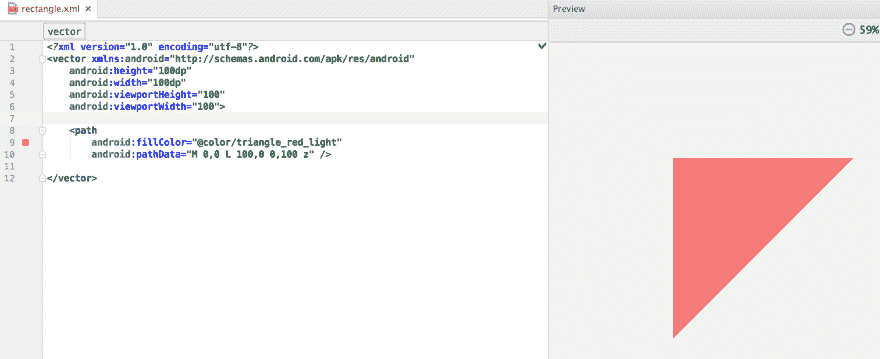 rectangle.xml
Preview
vector
59%
1 <?xml version="1.0" encoding="utf-8"?>
2 <vector xmlns:android="http://schemas.android.com/apk/res/android"
3 android:height="100dp"
4 android:width="100dp"
5 android:viewportHeight="100"
6 android:viewportWidth="100">
7
8 <path
9 android:fillColor="@color/triangle_red_light"
10 android:pathData="M 0,0 L 100,0 0,100 z" />
11
12 </vector>